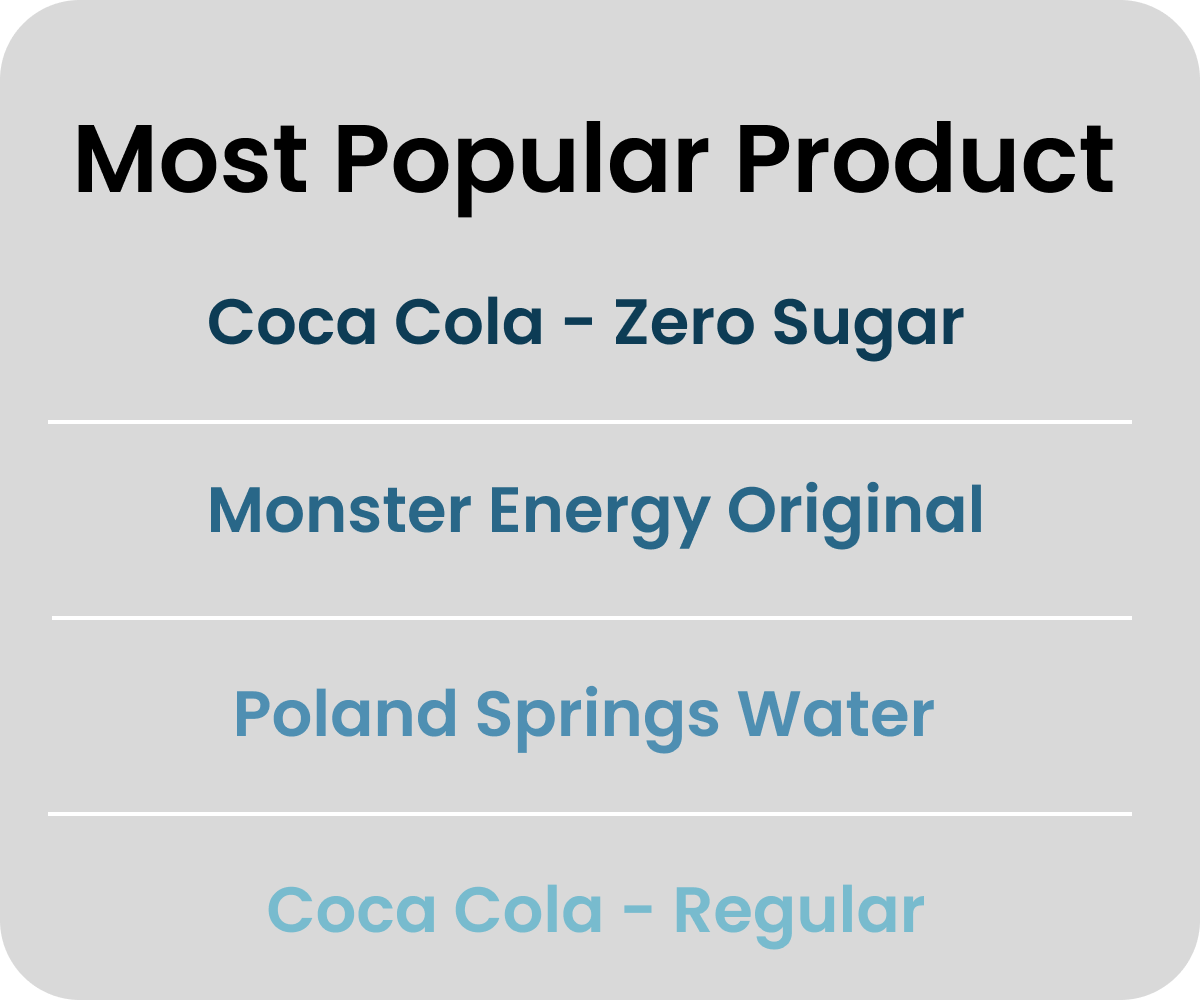 Most Popular Product
Coca Cola - Zero Sugar
Monster Energy Original
Poland Springs Water
Coca Cola - Regular